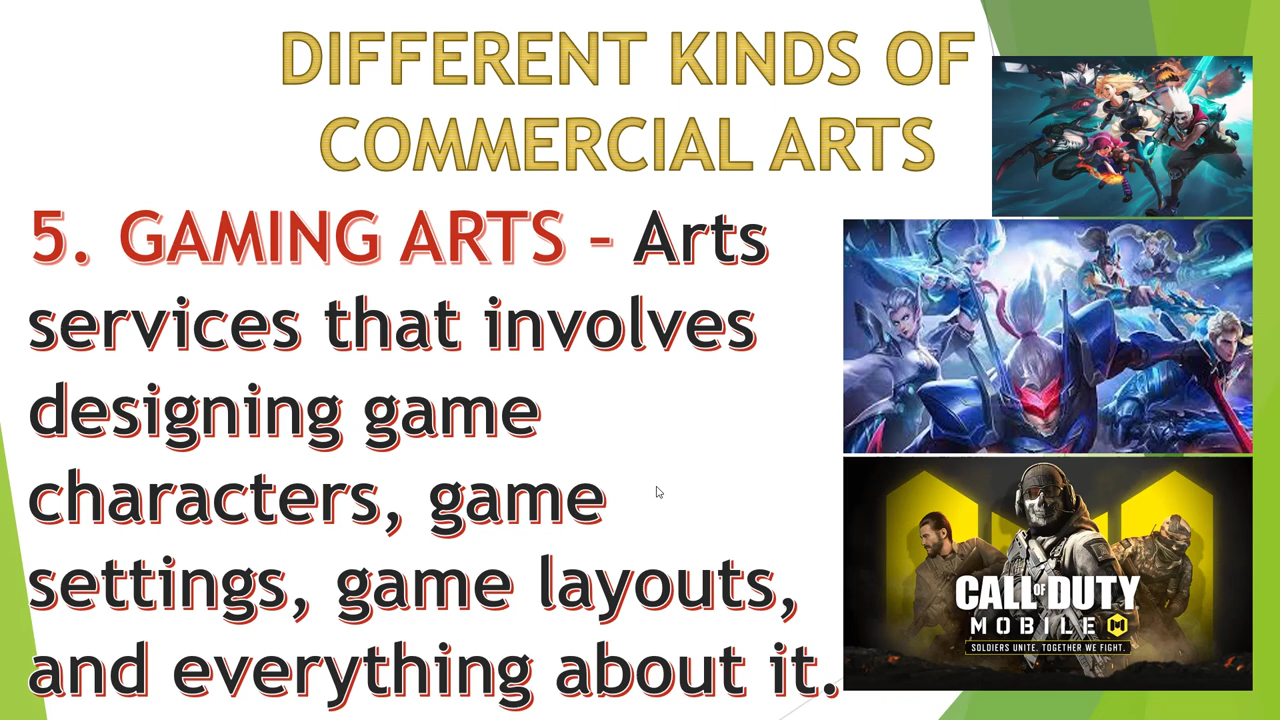 DIFFERENT KINDS OF
COMMERCIAL ARTS
5. GAMING ARTS - Arts
services that involves
designing game
characters, game
settings, game layouts,
and everything about it.
CALL OF DUTY
MOBILE
SOLDIERS UNITE. TOGETHER WE FIGHT.